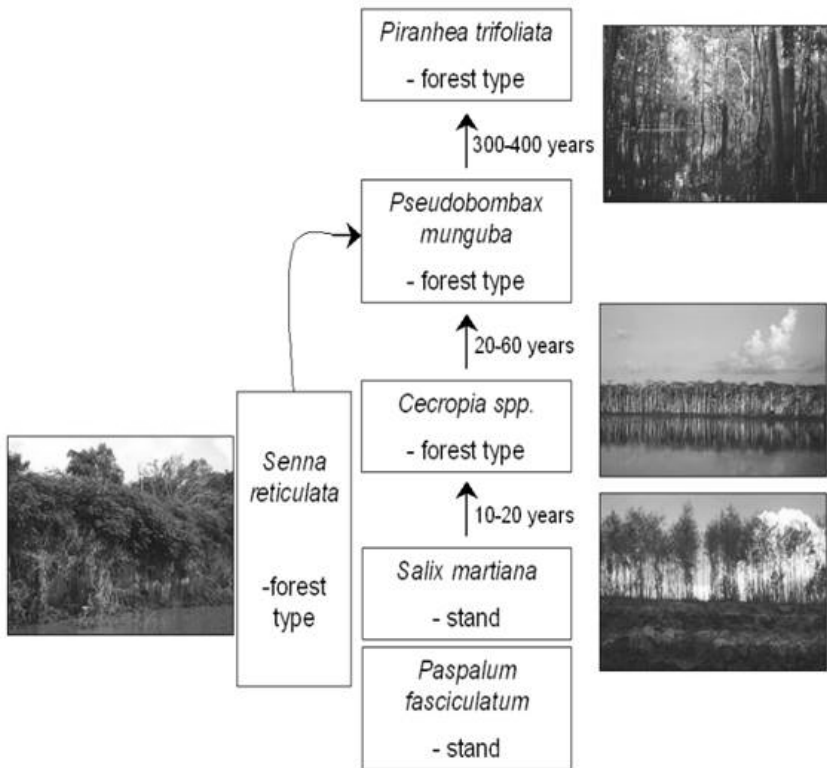 Piranhea trifoliata
- forest type
300-400 years
Pseudobombax
munguba
- forest type
20-60 years
Cecropia spp.
- forest type
Senna
reticulata
-forest
type
10-20 years
Salix martiana
- stand
Paspalum
fasciculatum
- stand